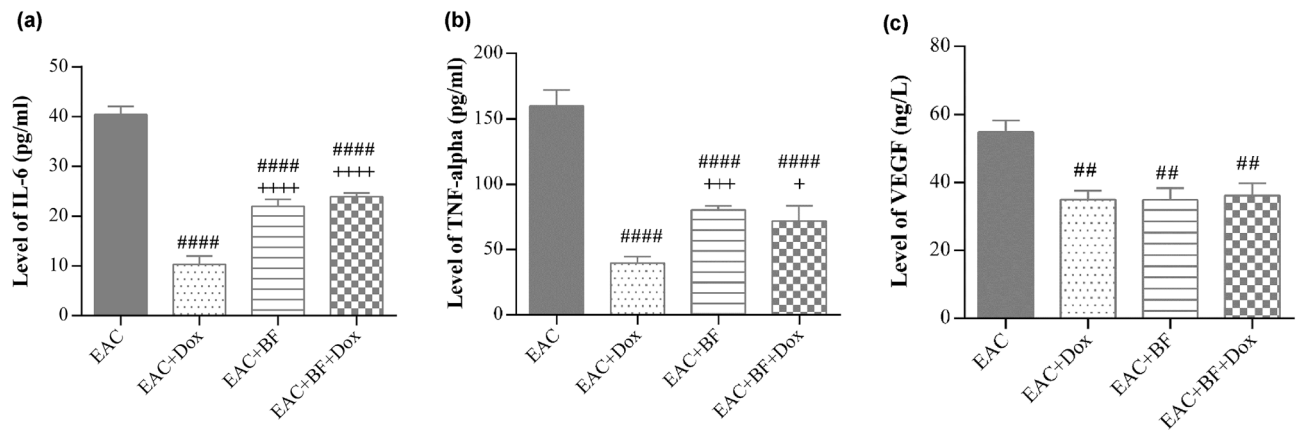 (a)
Level of IL-6 (pg/ml)
50
40
30
20
10
0
####
####
++++
####
++++
EAC
EAC+Dox
EAC+BF
EAC+BF+Dox
(b)
Level of TNF-alpha (pg/ml)
200
150
100
50
0
####
####
+++
####
+
EAC
EAC+Dox
EAC+BF
EAC+BF+Dox
(c)
Level of VEGF (ng/L)
80
60
40
20
0
##
##
##
EAC
EAC+Dox
EAC+BF
EAC+BF+Dox